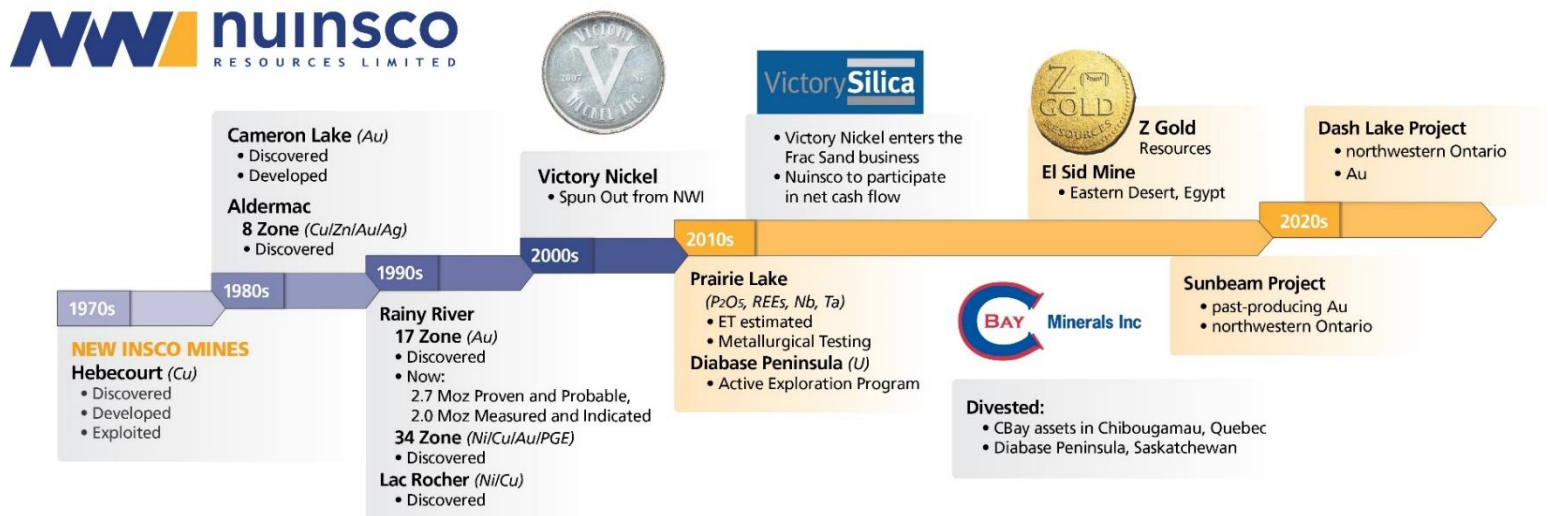 NWI nuinsco
RESOURCES LIMITED
1970s
NEW INSCO MINES
Hebecourt (Cu)
• Discovered
• Developed
• Exploited
Cameron Lake (Au)
• Discovered
• Developed
Aldermac
8 Zone (Cu/Zn/Au/Ag)
• Discovered
1980s
1990s
Rainy River
17 Zone (Au)
• Discovered
• Now:
2.7 Moz Proven and Probable,
2.0 Moz Measured and Indicated
34 Zone (Ni/Cu/Au/PGE)
• Discovered
Lac Rocher (Ni/Cu)
• Discovered
VICTORY
V
2007 Ni
NICKEL INC.
Victory Nickel
• Spun Out from NWI
2000s
VictorySilica
• Victory Nickel enters the
Frac Sand business
• Nuinsco to participate
in net cash flow
2010s
Prairie Lake
(P2O5, REEs, Nb, Ta)
• ET estimated
• Metallurgical Testing
Diabase Peninsula (U)
• Active Exploration Program
C BAY Minerals Inc
Divested:
• CBay assets in Chibougamau, Quebec
• Diabase Peninsula, Saskatchewan
Z
GOLD
RESOURCES
Z Gold
Resources
El Sid Mine
• Eastern Desert, Egypt
Dash Lake Project
• northwestern Ontario
• Au
2020s
Sunbeam Project
• past-producing Au
• northwestern Ontario